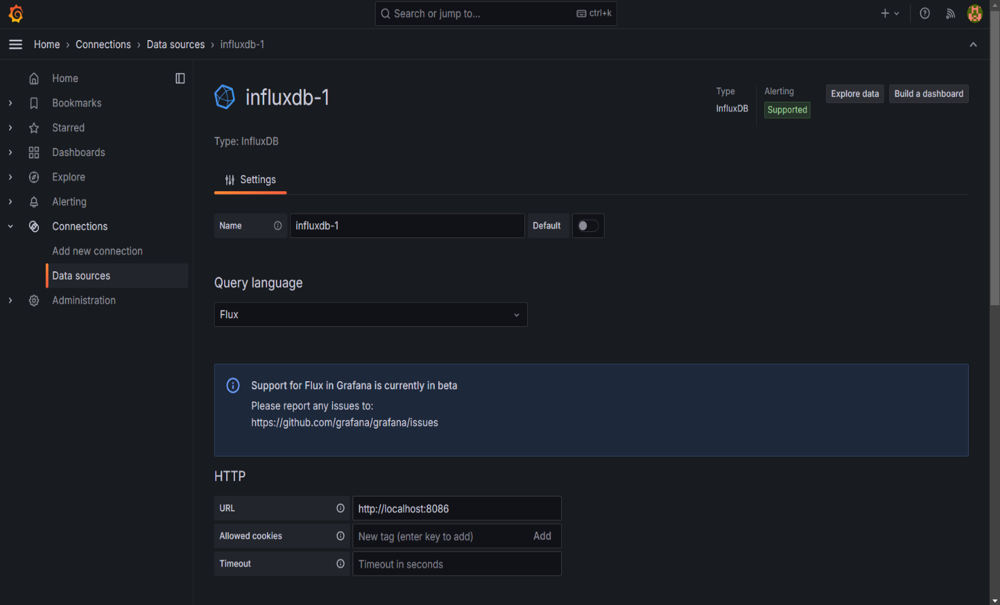 Search or jump to...
ctrl+k
Home › Connections › Data sources › influxdb-1
Home
Bookmarks
Starred
Dashboards
Explore
Alerting
Connections
Add new connection
Data sources
Administration
influxdb-1
Type
InfluxDB
Alerting
Supported
Explore data
Build a dashboard
Type: InfluxDB
Settings
Name
influxdb-1
Default
Query language
Flux
Support for Flux in Grafana is currently in beta
Please report any issues to:
https://github.com/grafana/grafana/issues
HTTP
URL
http://localhost:8086
Allowed cookies
New tag (enter key to add)
Add
Timeout
Timeout in seconds